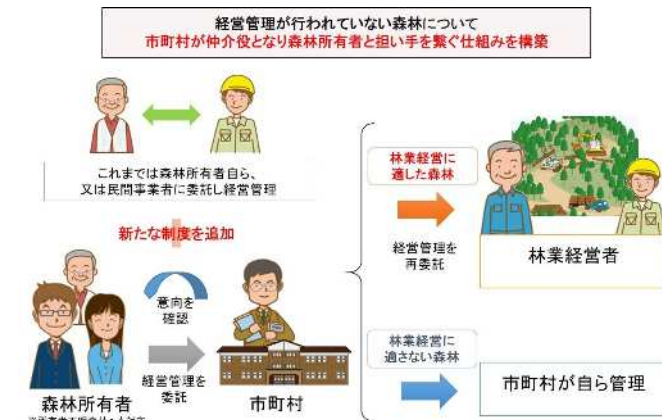 経営管理が行われていない森林について
市町村が仲介役となり森林所有者と担い手を繋ぐ仕組みを構築
これまでは森林所有者自ら、
又は民間事業者に委託し経営管理
新たな制度を追加
意向を
確認
経営管理を
委託
森林所有者
市町村
林業経営に
適した森林
経営管理を
再委託
林業経営者
林業経営に
適さない森林
市町村が自ら管理